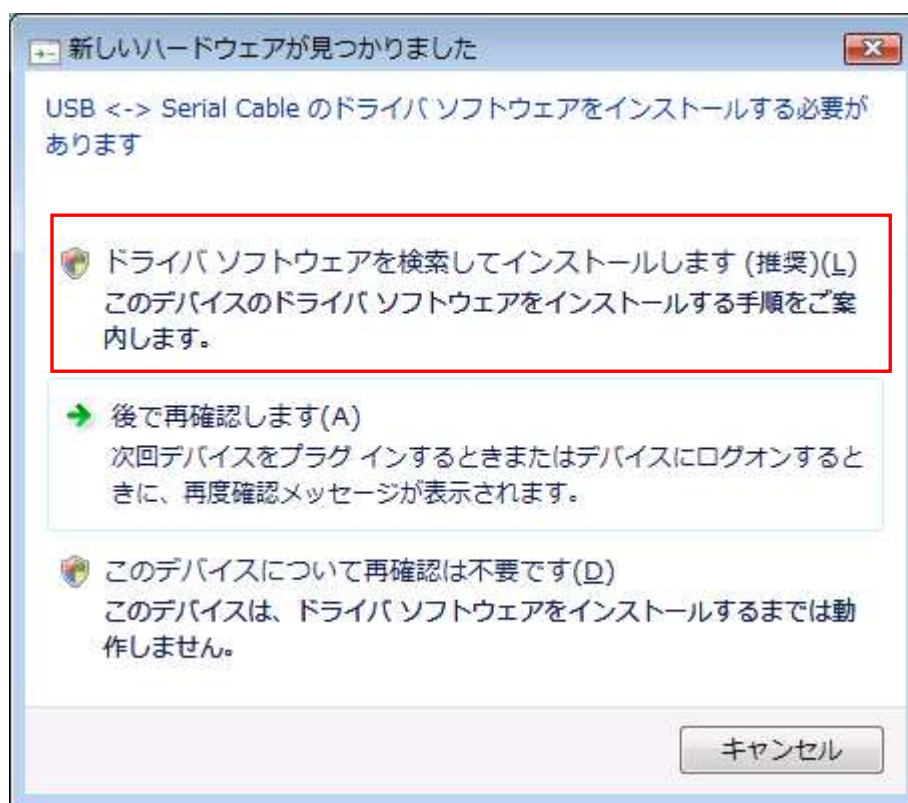 新しいハードウェアが見つかりました
USB <-> Serial Cable のドライバ ソフトウェアをインストールする必要が
あります
ドライバ ソフトウェアを検索してインストールします (推奨)(L)
このデバイスのドライバ ソフトウェアをインストールする手順をご案
内します。
後で再確認します(A)
次回デバイスをプラグ インするときまたはデバイスにログオンすると
きに、再度確認メッセージが表示されます。
このデバイスについて再確認は不要です(D)
このデバイスは、ドライバ ソフトウェアをインストールするまでは動
作しません。
キャンセル